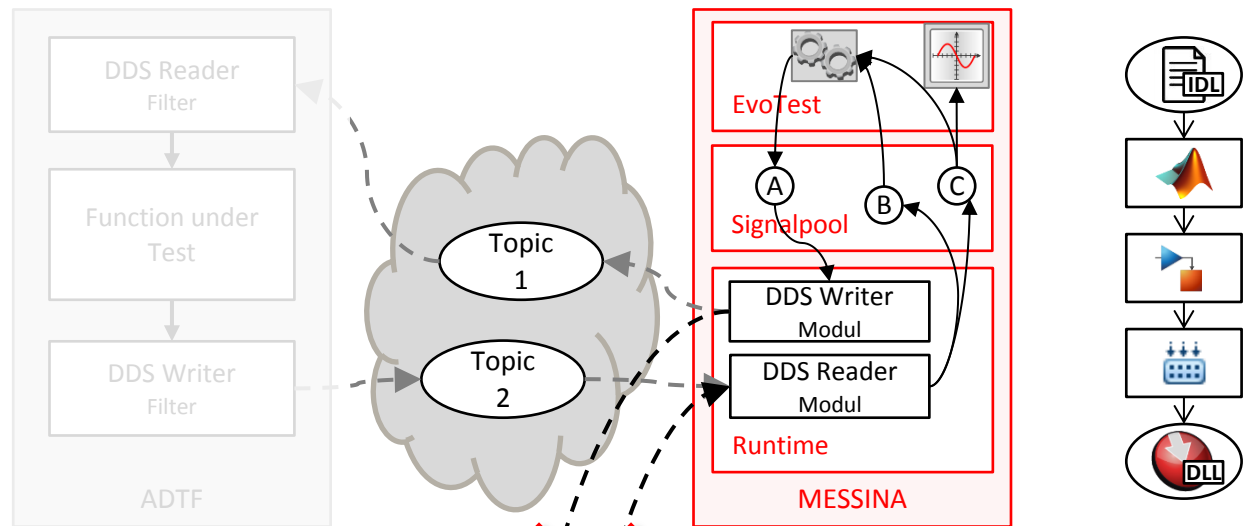 DDS Reader
Filter
Function under
Test
DDS Writer
Filter
ADTF
Topic
1
Topic
2
EvoTest
A
B
C
Signalpool
DDS Writer
Modul
DDS Reader
Modul
Runtime
MESSINA
IDL
DLL